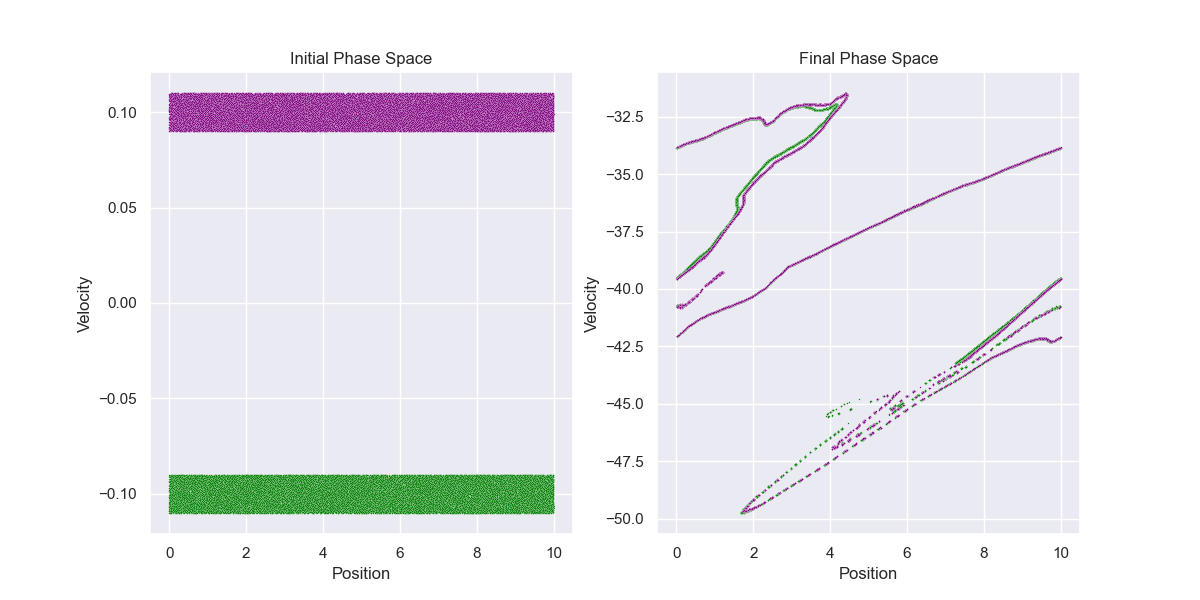 Initial Phase Space
Velocity
0.10
0.05
0.00
−0.05
−0.10
0 2 4 6 8 10
Position
Final Phase Space
Velocity
−32.5
−35.0
−37.5
−40.0
−42.5
−45.0
−47.5
−50.0
0 2 4 6 8 10
Position